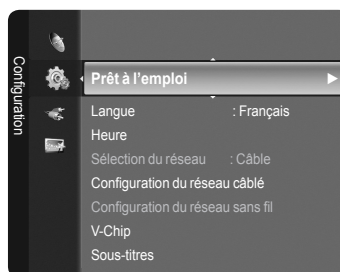 Configuration
Prêt à l'emploi
Langue : Français
Heure
Sélection du réseau : Câble
Configuration du réseau câblé
Configuration du réseau sans fil
V-Chip
Sous-titres